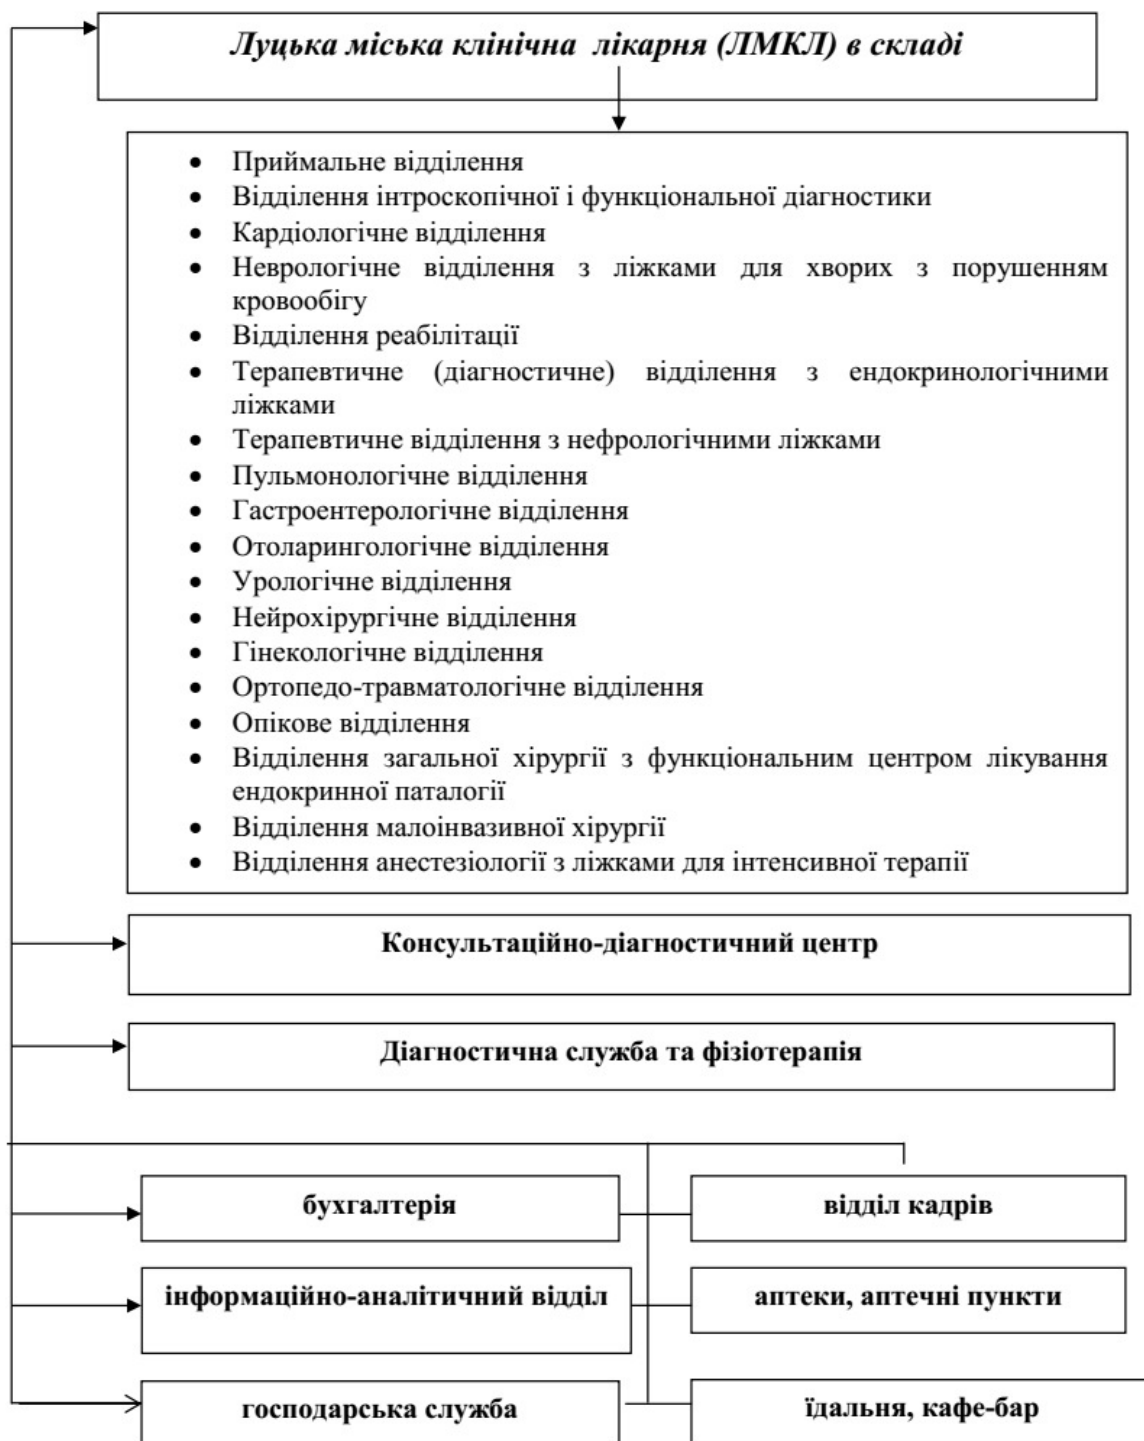 Луцька міська клінічна лікарня (ЛМКЛ) в складі
• Приймальне відділення
• Відділення інтроскопічної і функціональної діагностики
• Кардіологічне відділення
• Неврологічне відділення з ліжками для хворих з порушенням
кровообігу
• Відділення реабілітації
• Терапевтичне (діагностичне) відділення з ендокринологічними
ліжками
• Терапевтичне відділення з нефрологічними ліжками
• Пульмонологічне відділення
• Гастроентерологічне відділення
• Отоларингологічне відділення
• Урологічне відділення
• Нейрохірургічне відділення
• Гінекологічне відділення
• Ортопедо-травматологічне відділення
• Опікове відділення
• Відділення загальної хірургії з функціональним центром лікування
ендокринної паталогії
• Відділення малоінвазивної хірургії
• Відділення анестезіології з ліжками для інтенсивної терапії
Консультаційно-діагностичний центр
Діагностична служба та фізіотерапія
бухгалтерія
відділ кадрів
інформаційно-аналітичний відділ
аптеки, аптечні пункти
господарська служба
їдальня, кафе-бар